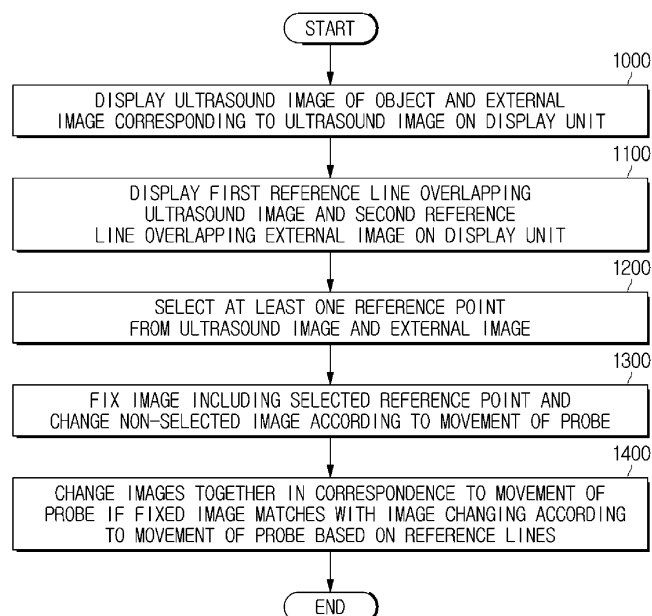 START
1000
DISPLAY ULTRASOUND IMAGE OF OBJECT AND EXTERNAL
IMAGE CORRESPONDING TO ULTRASOUND IMAGE ON DISPLAY UNIT
1100
DISPLAY FIRST REFERENCE LINE OVERLAPPING
ULTRASOUND IMAGE AND SECOND REFERENCE
LINE OVERLAPPING EXTERNAL IMAGE ON DISPLAY UNIT
1200
SELECT AT LEAST ONE REFERENCE POINT
FROM ULTRASOUND IMAGE AND EXTERNAL IMAGE
1300
FIX IMAGE INCLUDING SELECTED REFERENCE POINT AND
CHANGE NON-SELECTED IMAGE ACCORDING TO MOVEMENT OF PROBE
1400
CHANGE IMAGES TOGETHER IN CORRESPONDENCE TO MOVEMENT OF
PROBE IF FIXED IMAGE MATCHES WITH IMAGE CHANGING ACCORDING
TO MOVEMENT OF PROBE BASED ON REFERENCE LINES
END